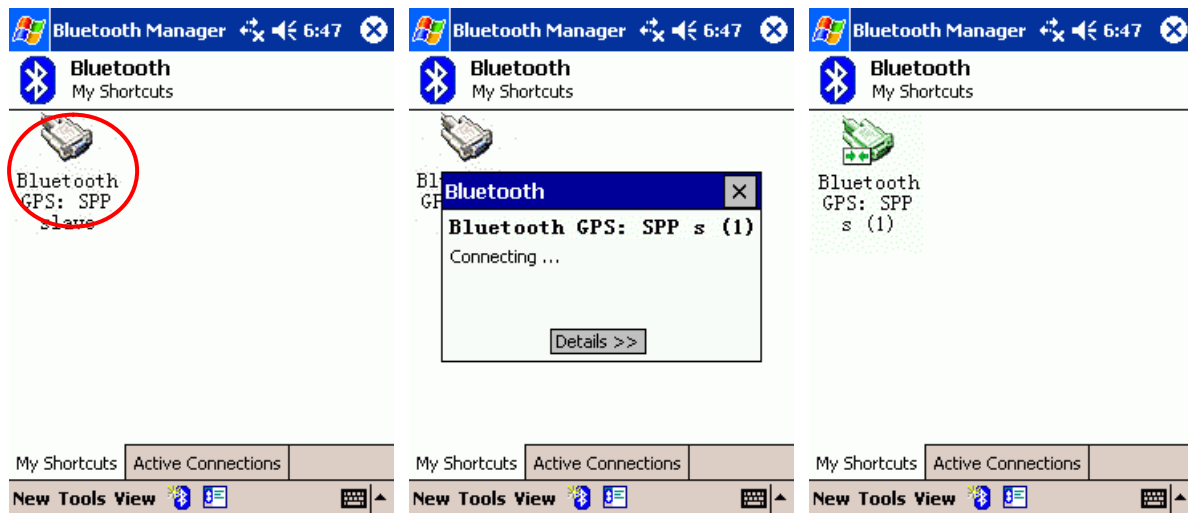 Bluetooth Manager 6:47
Bluetooth
My Shortcuts
Bluetooth
GPS: SPP
slave
My Shortcuts Active Connections
New Tools View
Bluetooth Manager 6:47
Bluetooth
My Shortcuts
Bl
GP
Bluetooth
Bluetooth GPS: SPP s (1)
Connecting ...
Details >>
My Shortcuts Active Connections
New Tools View
Bluetooth Manager 6:47
Bluetooth
My Shortcuts
Bluetooth
GPS: SPP
s (1)
My Shortcuts Active Connections
New Tools View